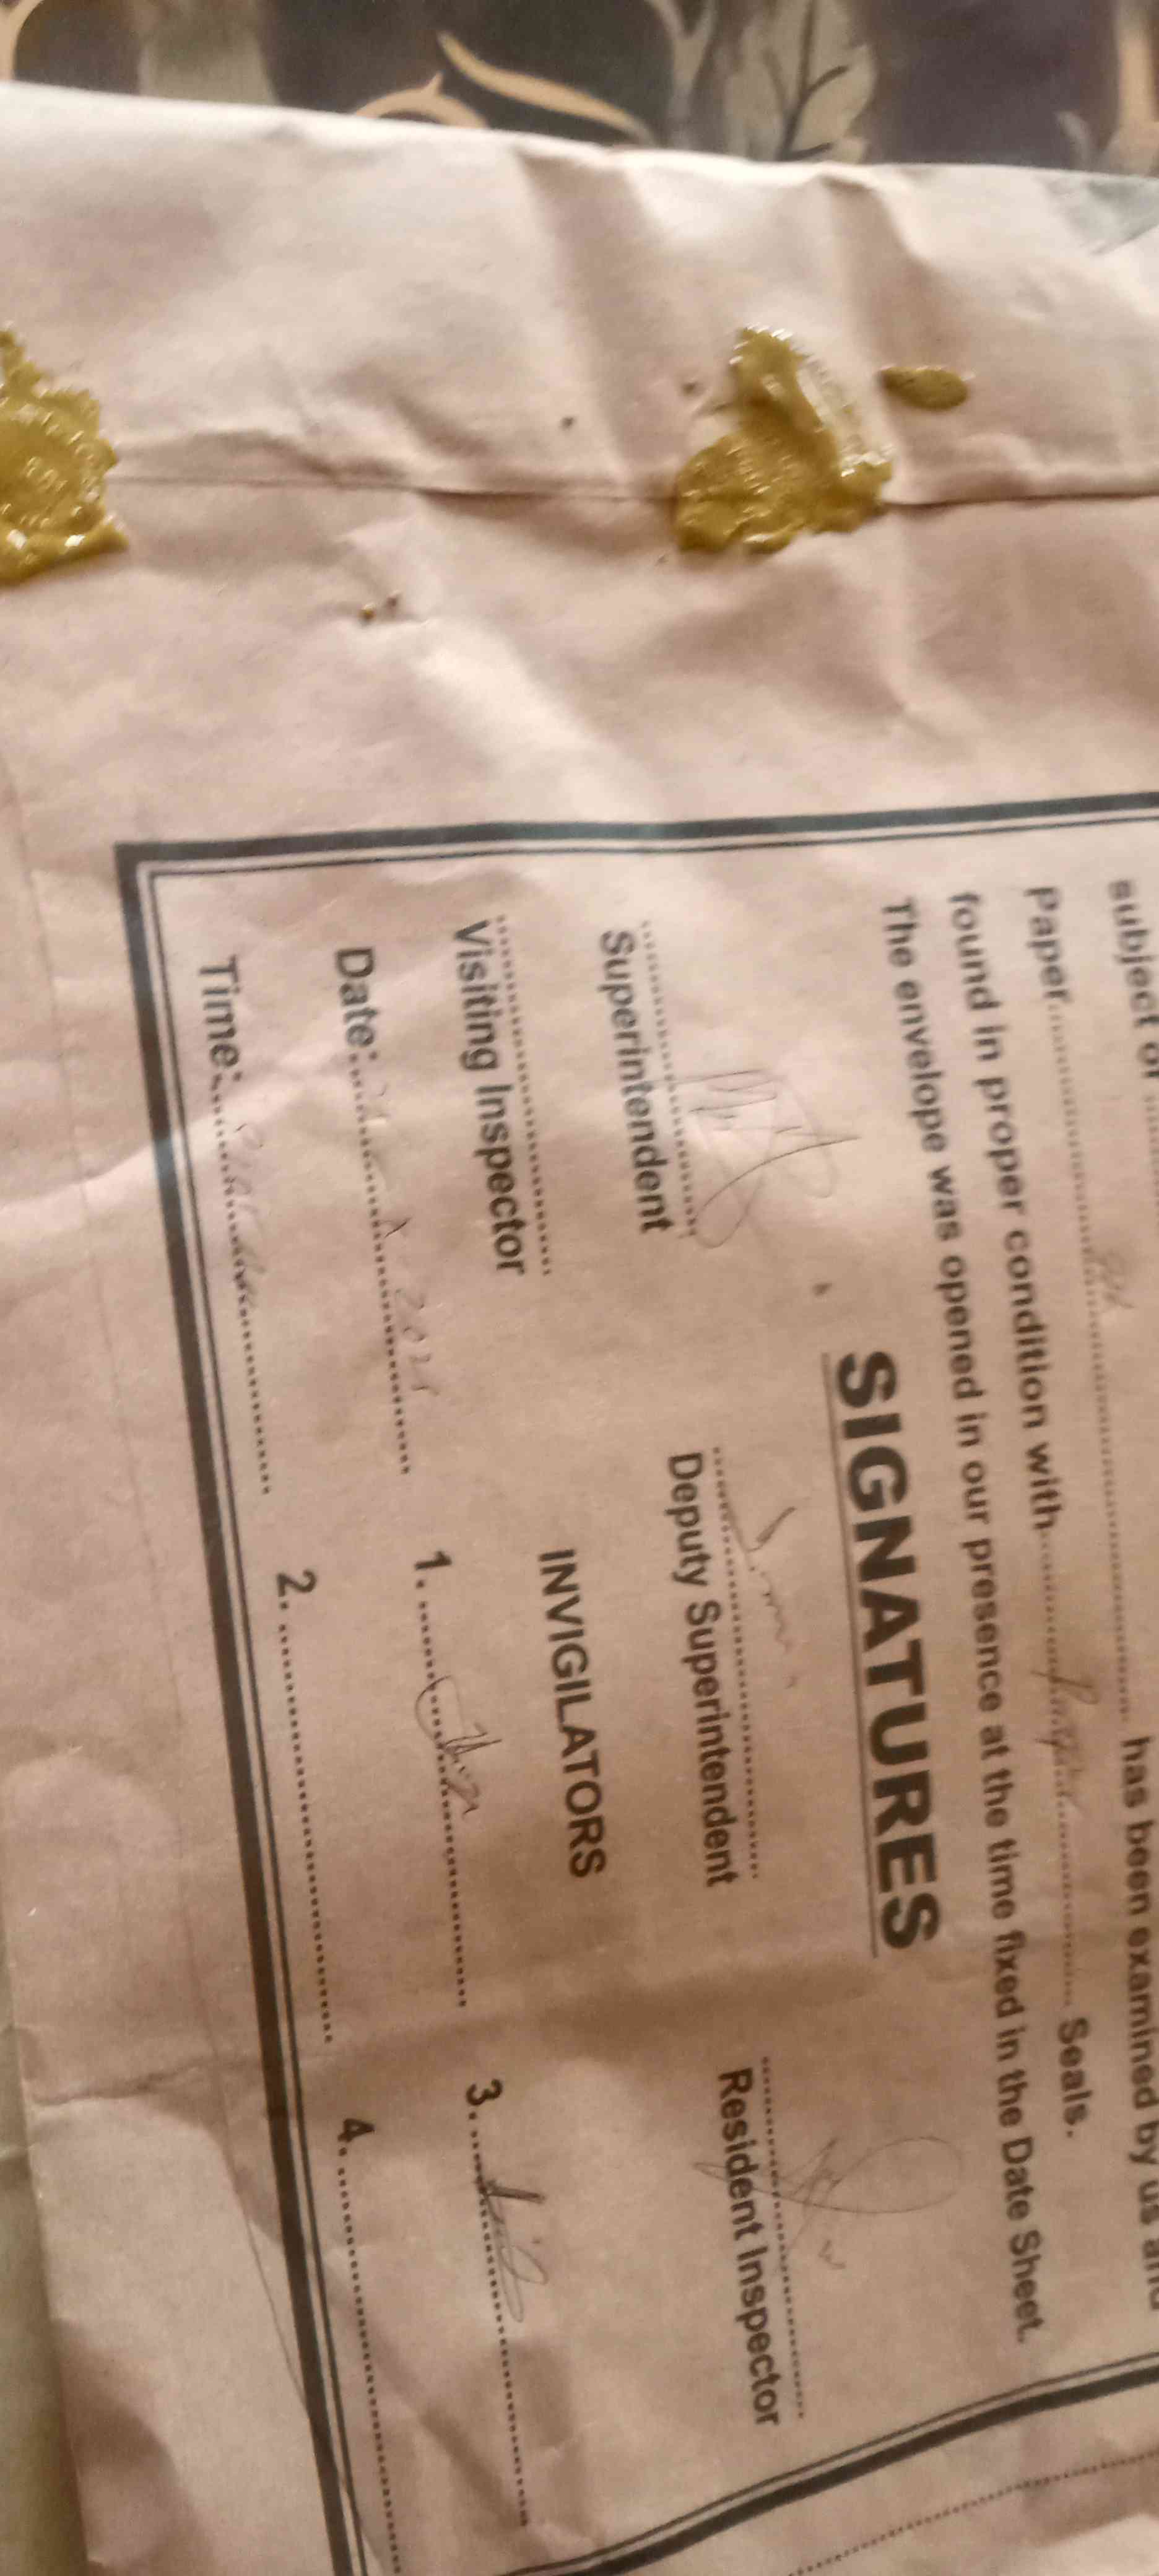 subject of
Paper. has been examined by us and
found in proper condition with Seals.
The envelope was opened in our presence at the time fixed in the Date Sheet.
SIGNATURES
Superintendent Deputy Superintendent Resident Inspector
Visiting Inspector INVIGILATORS
Date: 1. 3.
Time: 2. 4.